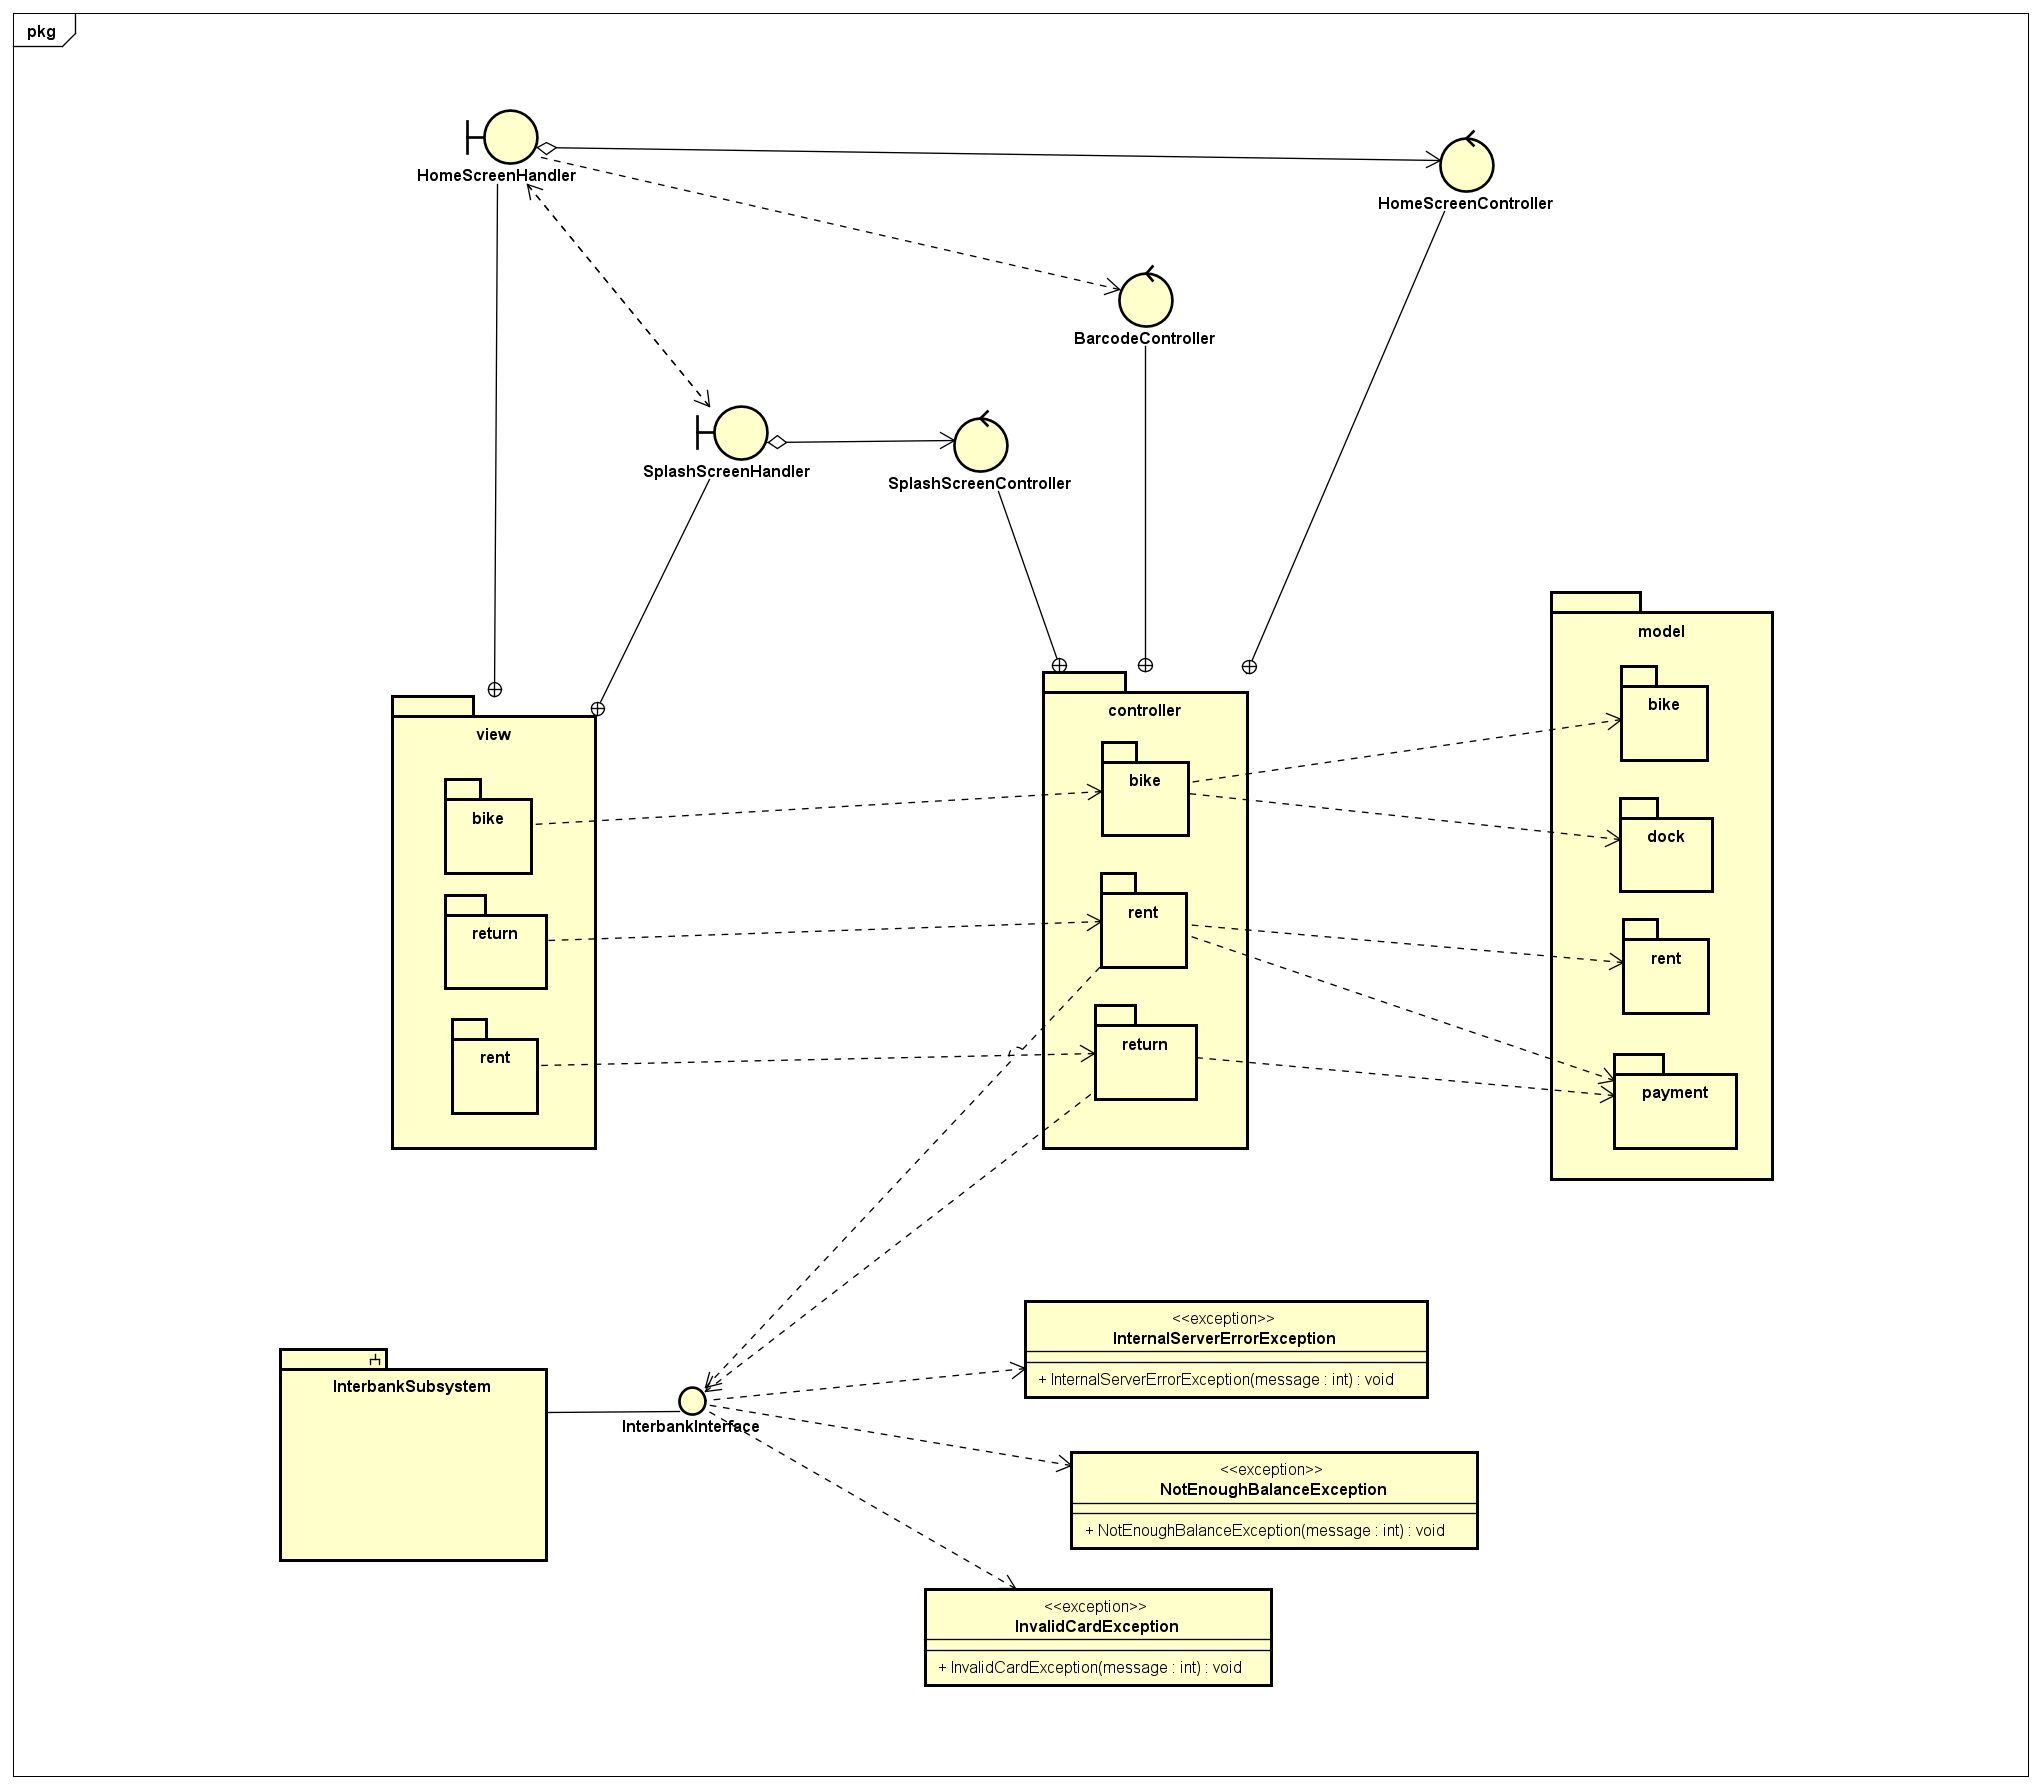 pkg
HomeScreenHandler
HomeScreenController
BarcodeController
SplashScreenHandler
SplashScreenController
view
bike
return
rent
controller
bike
rent
return
model
bike
dock
rent
payment
InterbankSubsystem
InterbankInterface
<<exception>>
InternalServerErrorException
+ InternalServerErrorException(message : int) : void
<<exception>>
NotEnoughBalanceException
+ NotEnoughBalanceException(message : int) : void
<<exception>>
InvalidCardException
+ InvalidCardException(message : int) : void